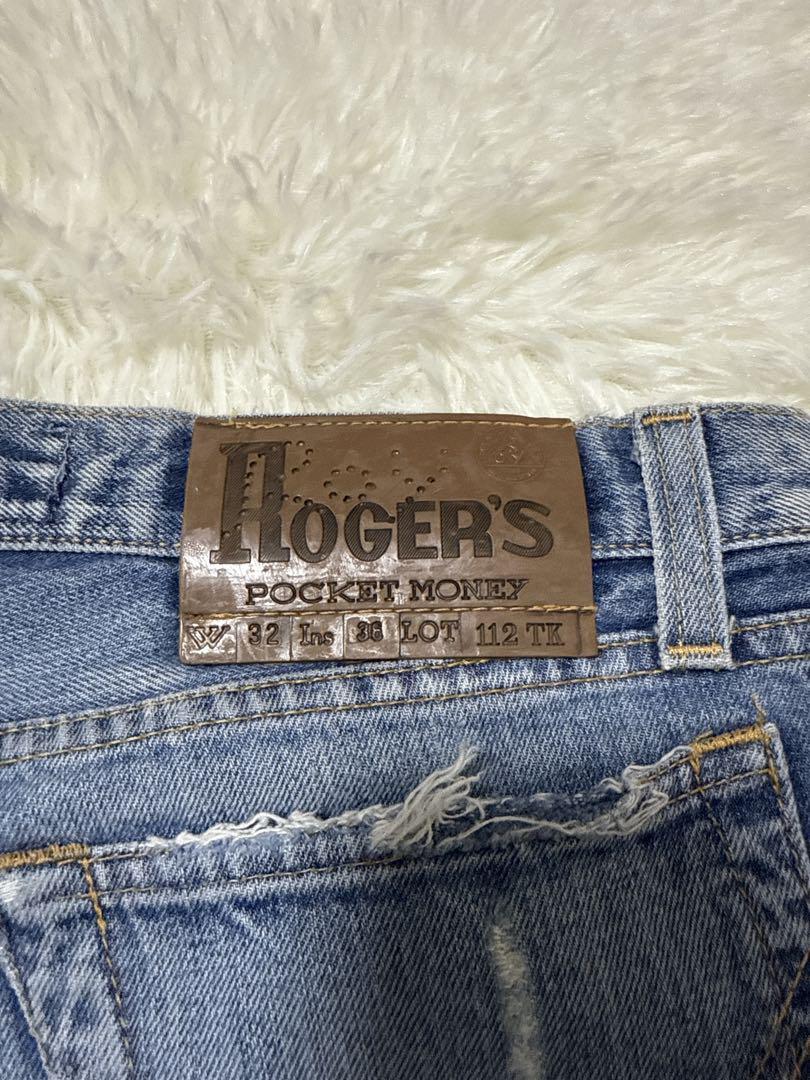 ROGER'S
POCKET MONEY
W 32 Ins 36 LOT 112 TK